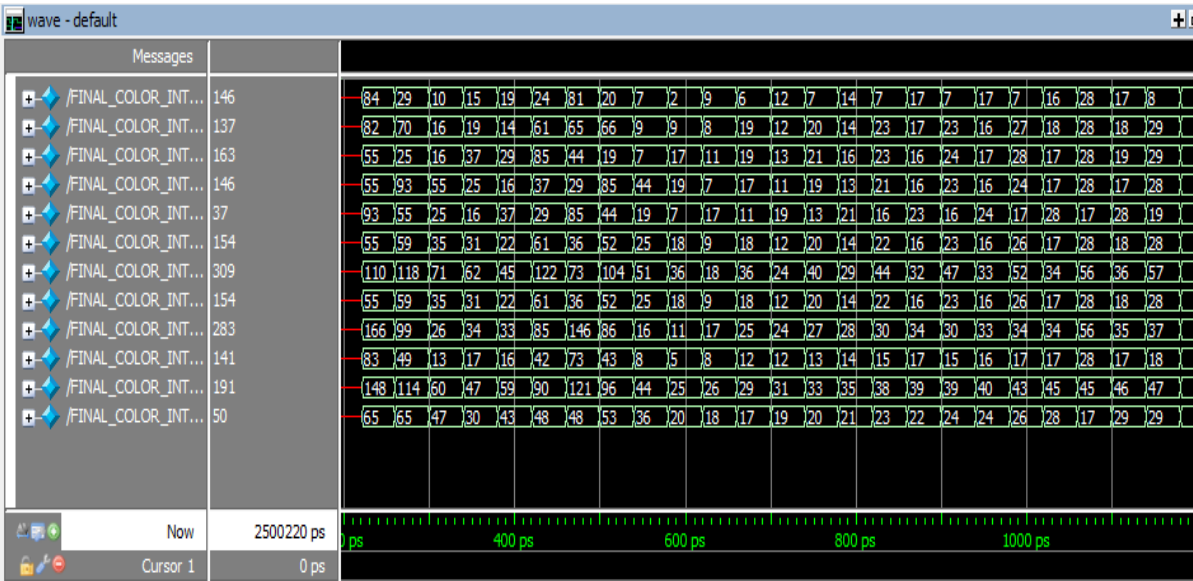 wave - default
Messages
/FINAL_COLOR_INT... 146 84 29 10 15 19 24 81 20 7 2 9 6 12 7 14 7 17 7 17 7 16 28 17 8
/FINAL_COLOR_INT... 137 82 70 16 19 14 61 65 66 9 9 8 19 12 20 14 23 17 23 16 27 18 28 18 29
/FINAL_COLOR_INT... 163 55 25 16 37 29 85 44 19 7 17 11 19 13 21 16 23 16 24 17 28 17 28 19 29
/FINAL_COLOR_INT... 146 55 93 55 25 16 37 29 85 44 19 7 17 11 19 13 21 16 23 16 24 17 28 17 28
/FINAL_COLOR_INT... 37 93 55 25 16 37 29 85 44 19 7 17 11 19 13 21 16 23 16 24 17 28 17 28 19
/FINAL_COLOR_INT... 154 55 59 35 31 22 61 36 52 25 18 9 18 12 20 14 22 16 23 16 26 17 28 18 28
/FINAL_COLOR_INT... 309 110 118 71 62 45 122 73 104 51 36 18 36 24 40 29 44 32 47 33 52 34 56 36 57
/FINAL_COLOR_INT... 154 55 59 35 31 22 61 36 52 25 18 9 18 12 20 14 22 16 23 16 26 17 28 18 28
/FINAL_COLOR_INT... 283 166 99 26 34 33 85 146 86 16 11 17 25 24 27 28 30 34 30 33 34 34 56 35 37
/FINAL_COLOR_INT... 141 83 49 13 17 16 42 73 43 8 5 8 12 12 13 14 15 17 15 16 17 17 28 17 18
/FINAL_COLOR_INT... 191 148 114 60 47 59 90 121 96 44 25 26 29 31 33 35 38 39 39 40 43 45 45 46 47
/FINAL_COLOR_INT... 50 65 65 47 30 43 48 48 53 36 20 18 17 19 20 21 23 22 24 24 26 28 17 29 29
Now 2500220 ps ps 400 ps 600 ps 800 ps 1000 ps
Cursor 1 0 ps